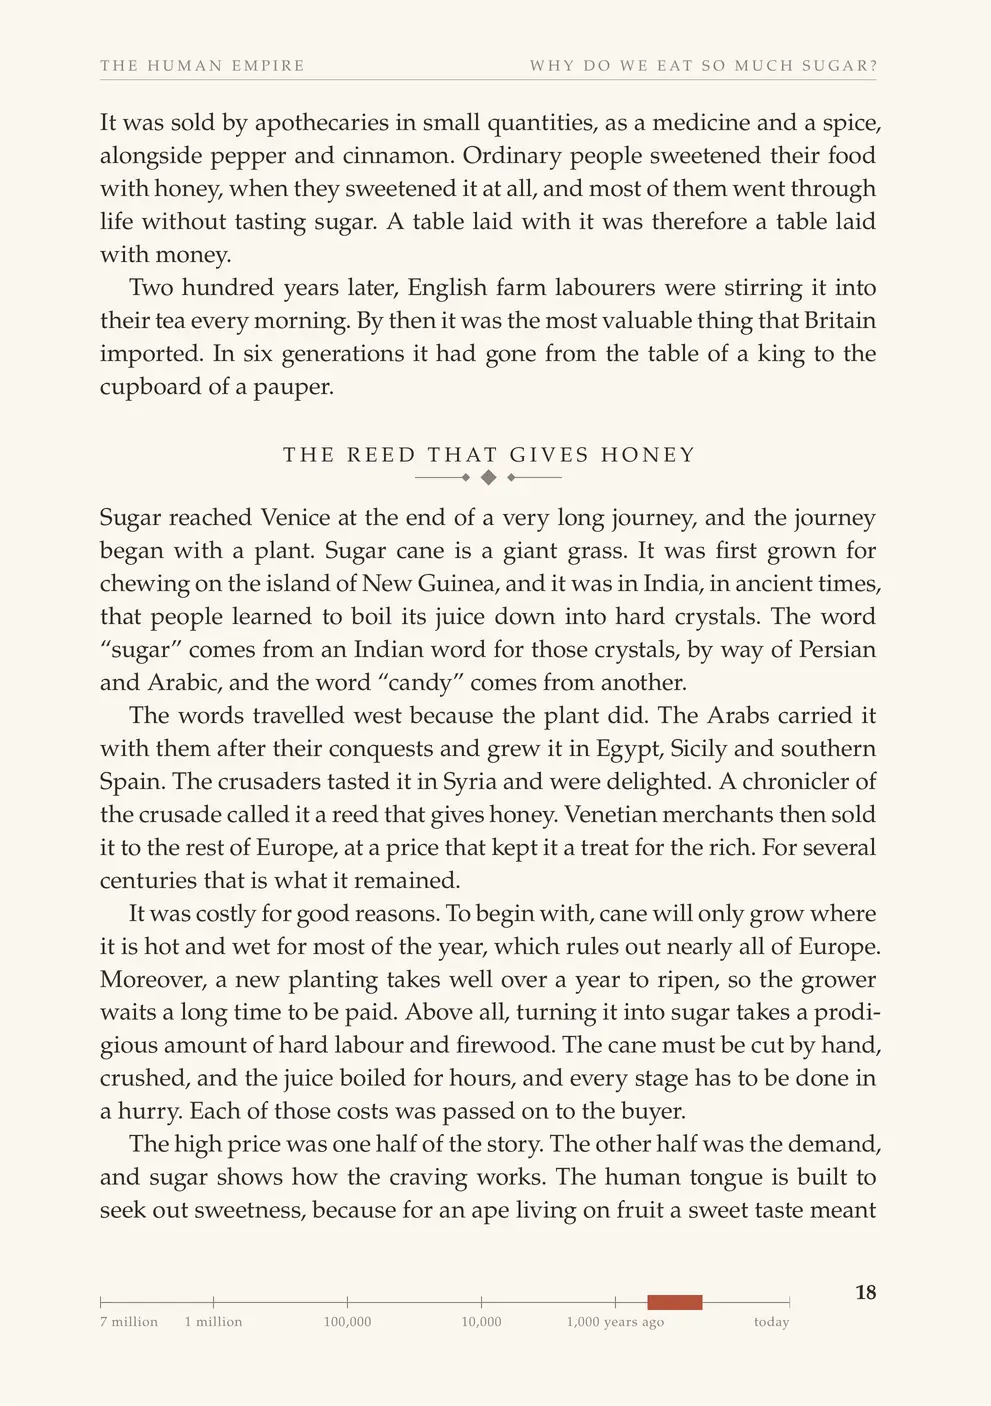 THE HUMAN EMPIRE
WHY DO WE EAT SO MUCH SUGAR?
It was sold by apothecaries in small quantities, as a medicine and a spice,
alongside pepper and cinnamon. Ordinary people sweetened their food
with honey, when they sweetened it at all, and most of them went through
life without tasting sugar. A table laid with it was therefore a table laid
with money.
Two hundred years later, English farm labourers were stirring it into
their tea every morning. By then it was the most valuable thing that Britain
imported. In six generations it had gone from the table of a king to the
cupboard of a pauper.
THE REED THAT GIVES HONEY
Sugar reached Venice at the end of a very long journey, and the journey
began with a plant. Sugar cane is a giant grass. It was first grown for
chewing on the island of New Guinea, and it was in India, in ancient times,
that people learned to boil its juice down into hard crystals. The word
“sugar” comes from an Indian word for those crystals, by way of Persian
and Arabic, and the word “candy” comes from another.
The words travelled west because the plant did. The Arabs carried it
with them after their conquests and grew it in Egypt, Sicily and southern
Spain. The crusaders tasted it in Syria and were delighted. A chronicler of
the crusade called it a reed that gives honey. Venetian merchants then sold
it to the rest of Europe, at a price that kept it a treat for the rich. For several
centuries that is what it remained.
It was costly for good reasons. To begin with, cane will only grow where
it is hot and wet for most of the year, which rules out nearly all of Europe.
Moreover, a new planting takes well over a year to ripen, so the grower
waits a long time to be paid. Above all, turning it into sugar takes a prodi-
gious amount of hard labour and firewood. The cane must be cut by hand,
crushed, and the juice boiled for hours, and every stage has to be done in
a hurry. Each of those costs was passed on to the buyer.
The high price was one half of the story. The other half was the demand,
and sugar shows how the craving works. The human tongue is built to
seek out sweetness, because for an ape living on fruit a sweet taste meant
18
7 million
1 million
100,000
10,000
1,000 years ago
today